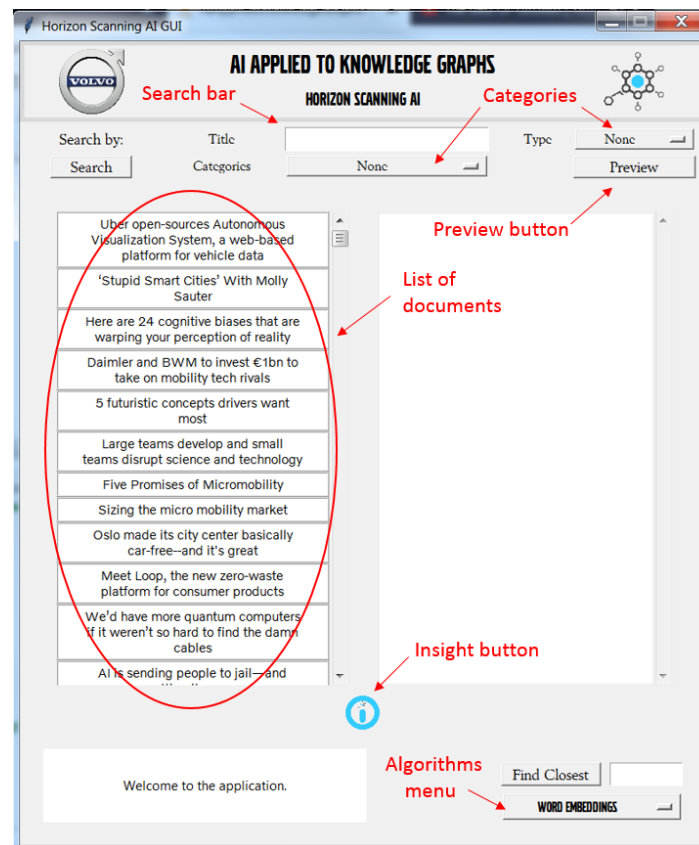 Horizon Scanning AI GUI
VOLVO
AI APPLIED TO KNOWLEDGE GRAPHS
HORIZON SCANNING AI
Search bar
Categories
Search by:
Title
Type
None
Search
Categories
None
Preview
Preview button
Uber open-sources Autonomous
Visualization System, a web-based
platform for vehicle data
'Stupid Smart Cities' With Molly
Sauter
List of
documents
Here are 24 cognitive biases that are
warping your perception of reality
Daimler and BWM to invest €1bn to
take on mobility tech rivals
5 futuristic concepts drivers want
most
Large teams develop and small
teams disrupt science and technology
Five Promises of Micromobility
Sizing the micro mobility market
Oslo made its city center basically
car-free--and it's great
Meet Loop, the new zero-waste
platform for consumer products
We'd have more quantum computers
if it weren't so hard to find the damn
cables
AI is sending people to jail—and
Insight button
Welcome to the application.
Algorithms
menu
Find Closest
WORD EMBEDDINGS